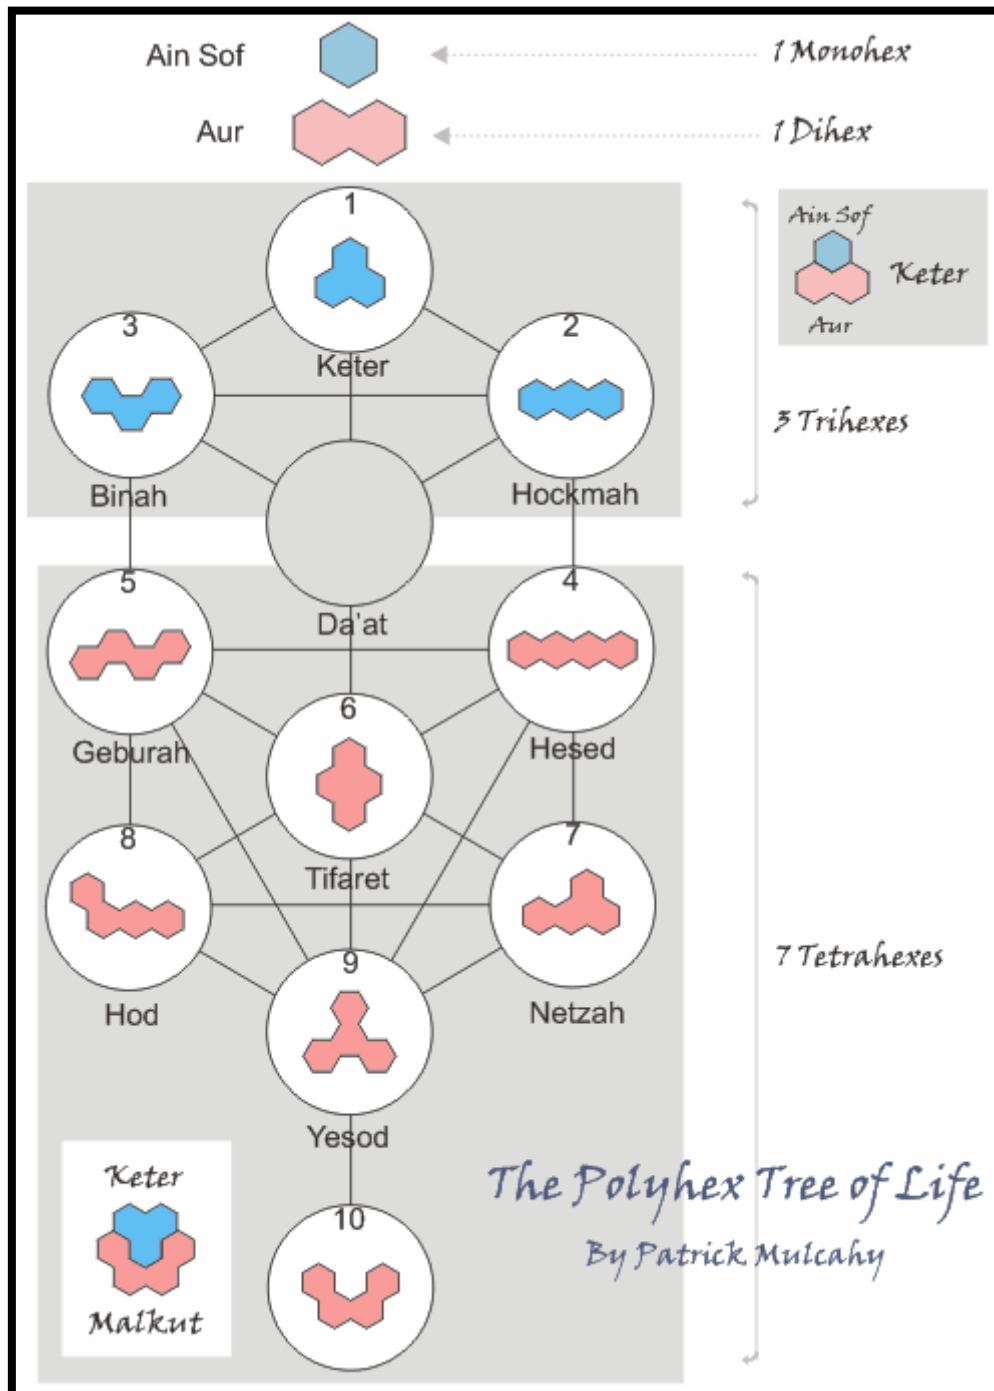 Ain Sof
1 Monohex
Aur
1 Dihex
1
Keter
Ain Sof
Keter
Aur
3
Binah
2
Hockmah
3 Trihexes
Da'at
5
Geburah
4
Hesed
6
Tifaret
8
Hod
7
Netzah
7 Tetrahexes
9
Yesod
Keter
Malkut
The Polyhex Tree of Life
By Patrick Mulcahy
10